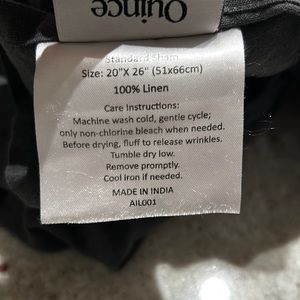 Quince
Standard Sham
Size: 20"X 26" (51x66cm)
100% Linen
Care Instructions:
Machine wash cold, gentle cycle;
only non-chlorine bleach when needed.
Before drying, fluff to release wrinkles.
Tumble dry low.
Remove promptly.
Cool iron if needed.
MADE IN INDIA
AIL001